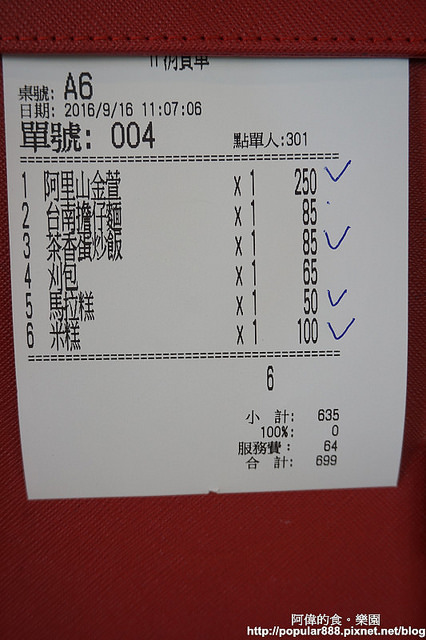 消費單
桌號: A6
日期: 2016/9/16 11:07:06
單號: 004 點單人:301
1 阿里山金萱 x 1 250
2 台南擔仔麵 x 1 85
3 茶香蛋炒飯 x 1 85
4 刈包 x 1 65
5 馬拉糕 x 1 50
6 米糕 x 1 100
6
小 計: 635
100%: 0
服務費: 64
合 計: 699
阿偉的食。樂園
http://popular888.pixnet.net/blog